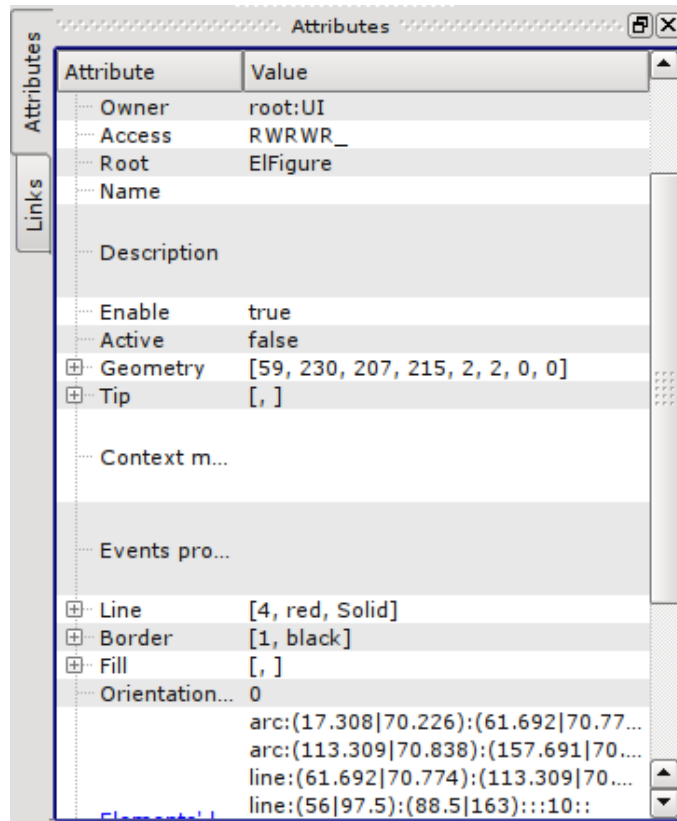 Attributes
Attributes
Links
Attribute Value
Owner root:UI
Access RWRWR_
Root ElFigure
Name
Description
Enable true
Active false
Geometry [59, 230, 207, 215, 2, 2, 0, 0]
Tip [, ]
Context m...
Events pro...
Line [4, red, Solid]
Border [1, black]
Fill [, ]
Orientation... 0
arc:(17.308|70.226):(61.692|70.77...
arc:(113.309|70.838):(157.691|70....
line:(61.692|70.774):(113.309|70....
line:(56|97.5):(88.5|163):::10::